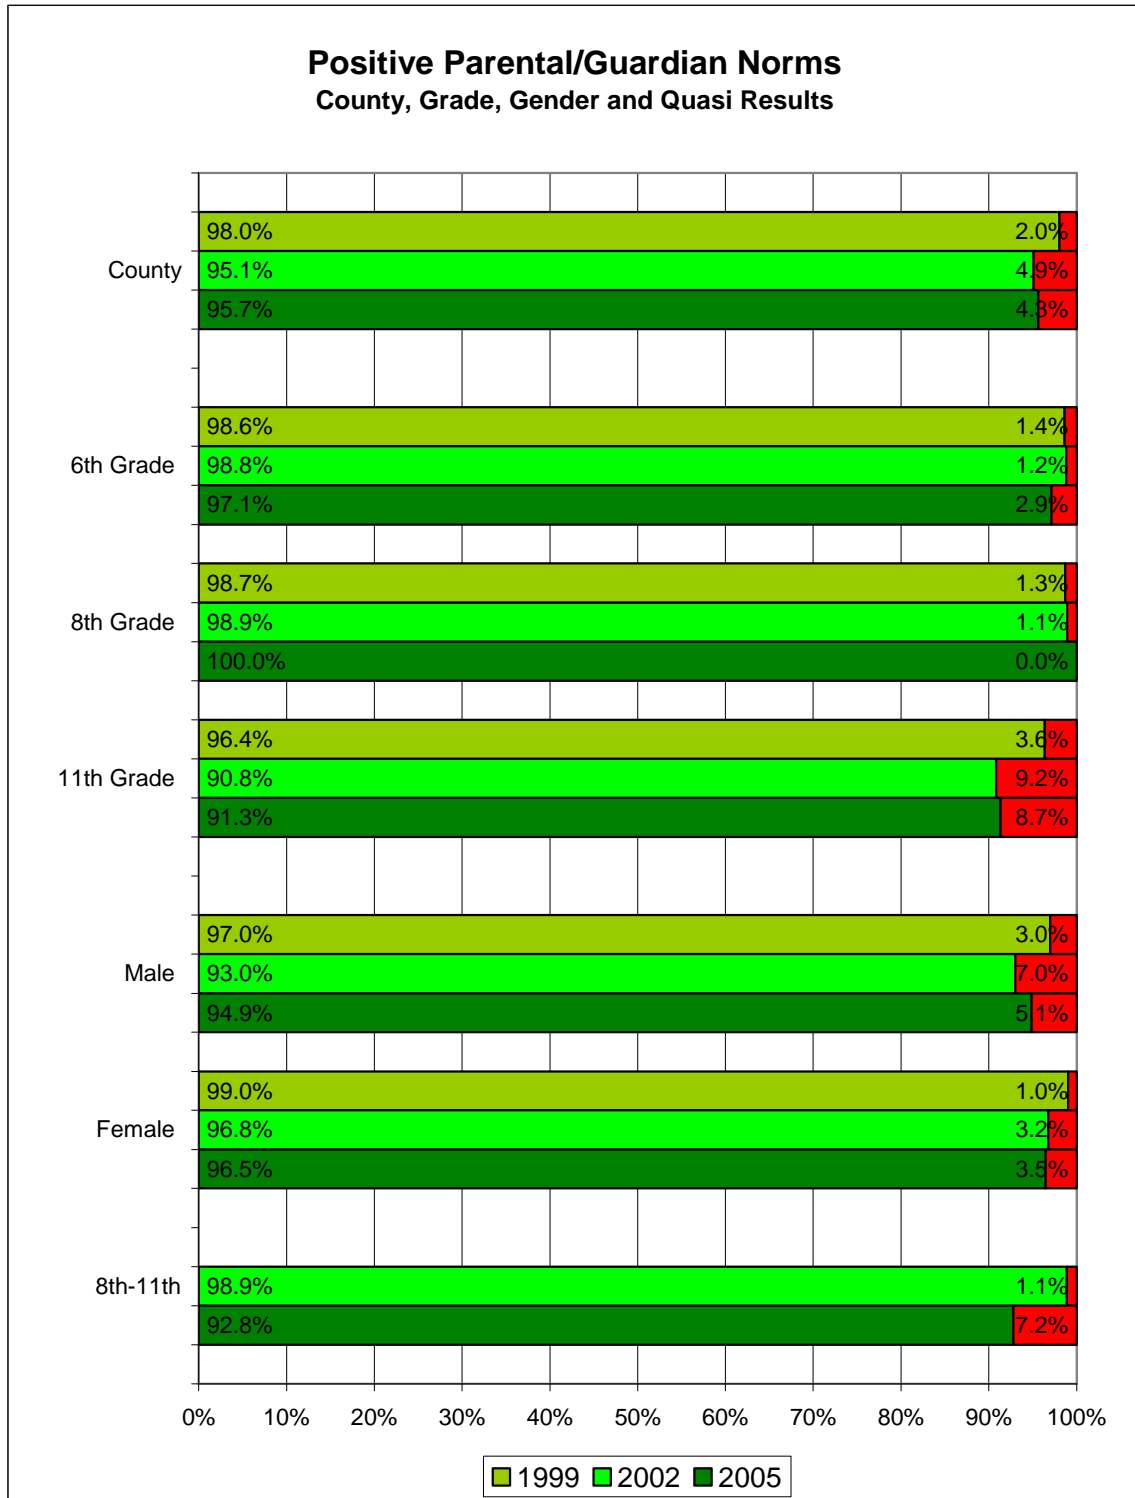 Positive Parental/Guardian Norms
County, Grade, Gender and Quasi Results
98.0% 2.0%
County 95.1% 4.9%
95.7% 4.3%
98.6% 1.4%
6th Grade 98.8% 1.2%
97.1% 2.9%
98.7% 1.3%
8th Grade 98.9% 1.1%
100.0% 0.0%
96.4% 3.6%
11th Grade 90.8% 9.2%
91.3% 8.7%
97.0% 3.0%
Male 93.0% 7.0%
94.9% 5.1%
99.0% 1.0%
Female 96.8% 3.2%
96.5% 3.5%
8th-11th 98.9% 1.1%
92.8% 7.2%
0% 10% 20% 30% 40% 50% 60% 70% 80% 90% 100%
1999 2002 2005